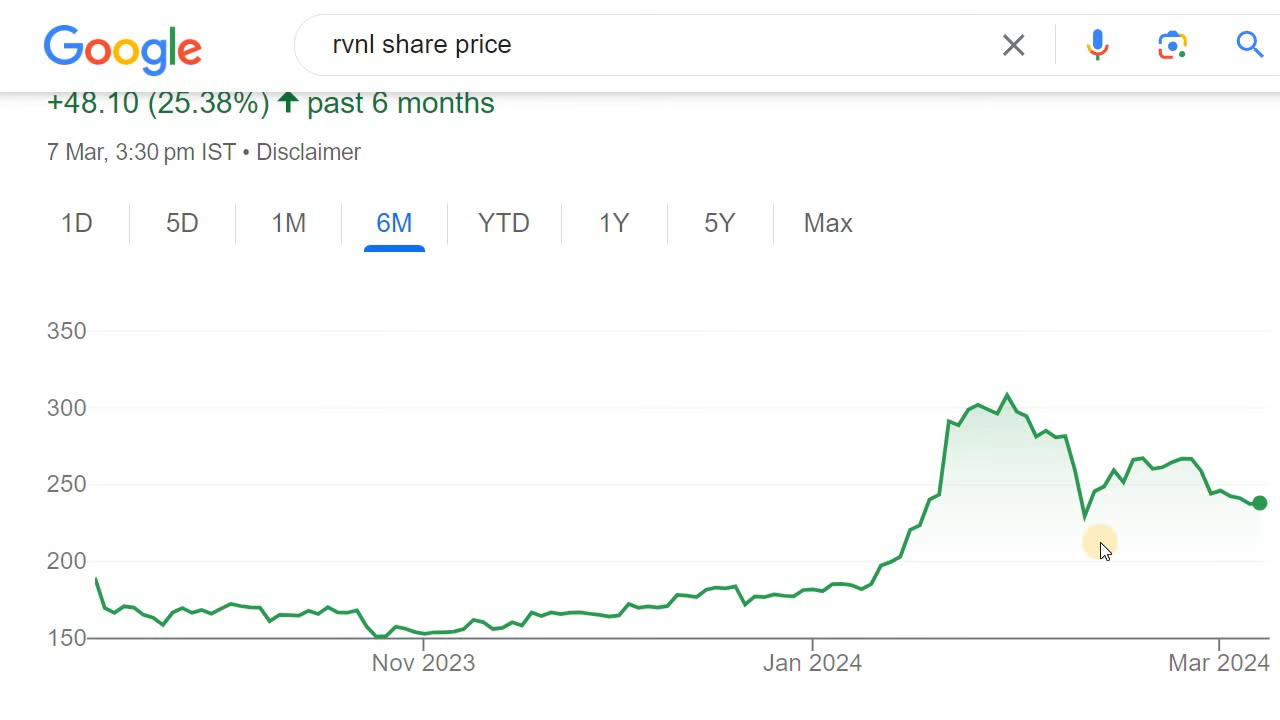 Google rvnl share price
+48.10 (25.38%) ↑ past 6 months
7 Mar, 3:30 pm IST • Disclaimer
1D 5D 1M 6M YTD 1Y 5Y Max
350
300
250
200
150
Nov 2023 Jan 2024 Mar 2024